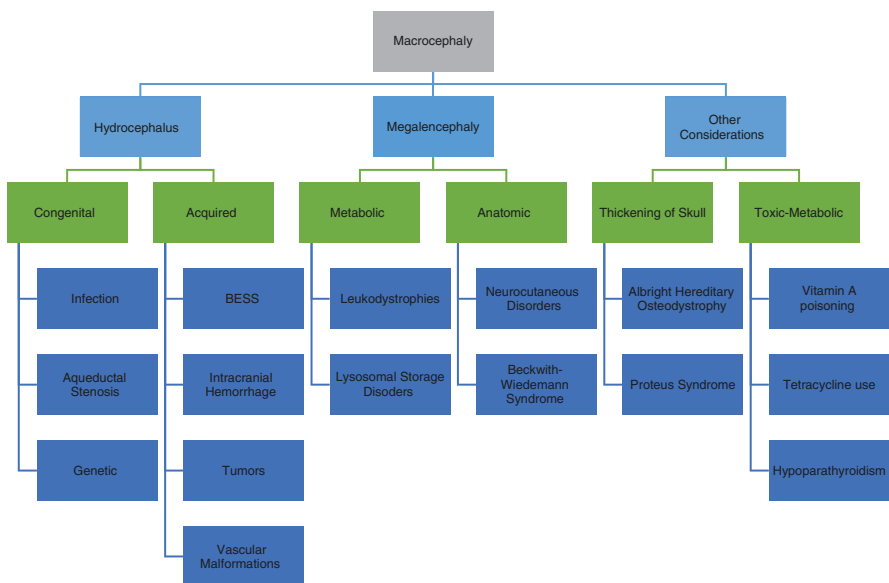 Macrocephaly
Hydrocephalus
Megalencephaly
Other
Considerations
Congenital
Acquired
Metabolic
Anatomic
Thickening of Skull
Toxic-Metabolic
Infection
BESS
Leukodystrophies
Neurocutaneous
Disorders
Albright Hereditary
Osteodystrophy
Vitamin A
poisoning
Aqueductal
Stenosis
Intracranial
Hemorrhage
Lysosomal Storage
Disoders
Beckwith-
Wiedemann
Syndrome
Proteus Syndrome
Tetracycline use
Genetic
Tumors
Hypoparathyroidism
Vascular
Malformations